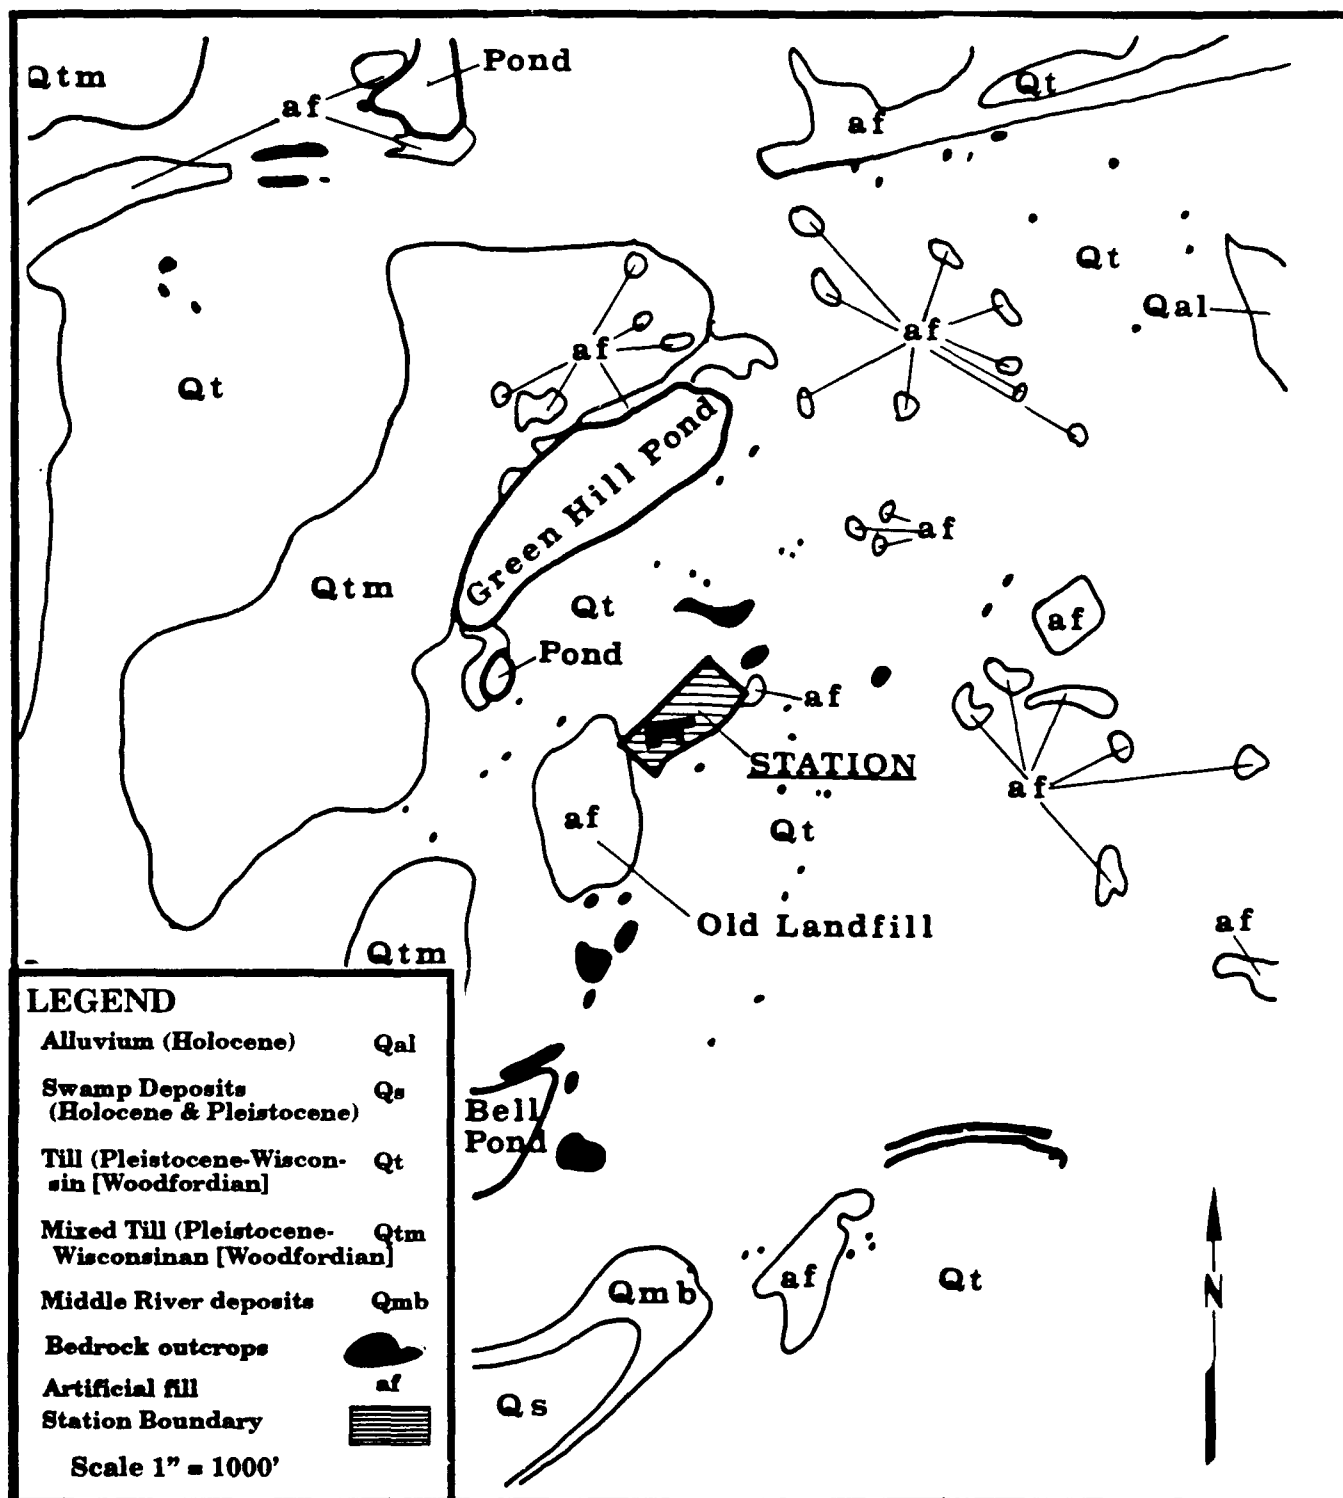 Qtm
Pond
af
Qt
af
Qt
Qal
af
af
Qt
Green Hill Pond
af
Qtm
Qt
af
Pond
af
STATION
af
af
Qt
Old Landfill
af
Qtm
LEGEND
Alluvium (Holocene) Qal
Swamp Deposits Qs
(Holocene & Pleistocene)
Till (Pleistocene-Wiscon- Qt
sin [Woodfordian]
Mixed Till (Pleistocene- Qtm
Wisconsinan [Woodfordian]
Middle River deposits Qmb
Bedrock outcrops
Artificial fill af
Station Boundary
Scale 1" = 1000'
Bell
Pond
af
Qt
Qmb
N
Qs